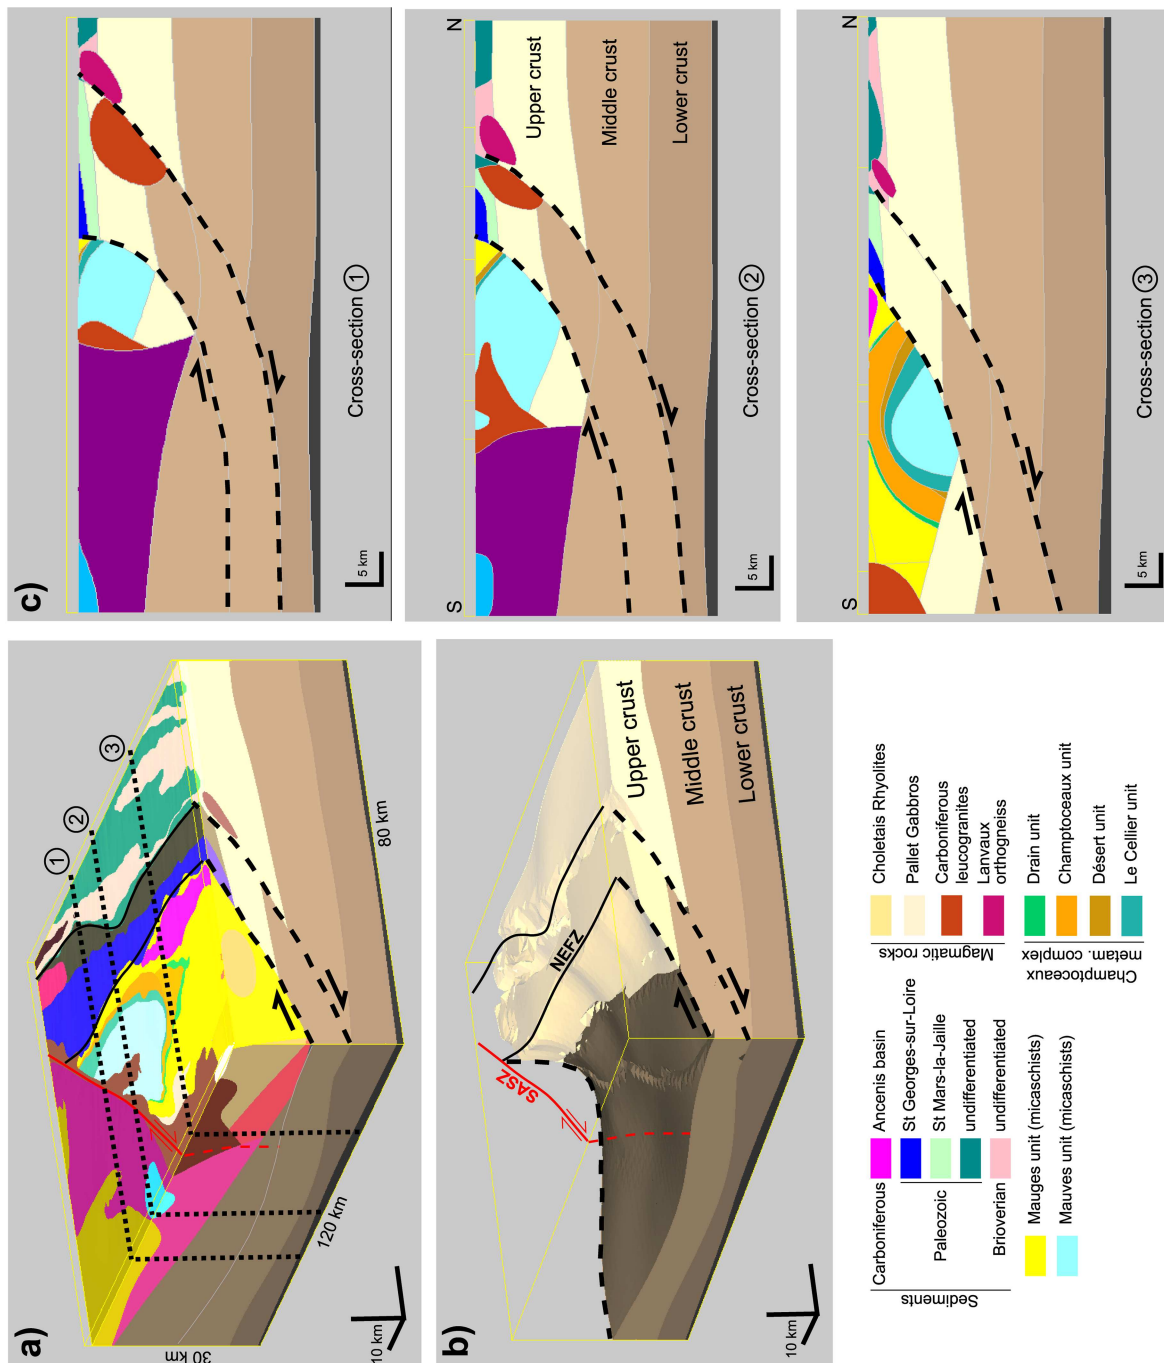 a)
1
2
3
30 km
120 km
80 km
10 km
b)
SASZ
NEFZ
Upper crust
Middle crust
Lower crust
10 km
c)
5 km
Cross-section 1
S
N
Upper crust
Middle crust
Lower crust
5 km
Cross-section 2
S
N
5 km
Cross-section 3
Sediments
Carboniferous
Ancenis basin
Paleozoic
St Georges-sur-Loire
St Mars-la-Jaille
undifferentiated
Brioverian
undifferentiated
Mauges unit (micaschists)
Mauves unit (micaschists)
Magmatic rocks
Choletais Rhyolites
Pallet Gabbros
Carboniferous
leucogranites
Lanvaux
orthogneiss
Champtoceaux
metam. complex
Drain unit
Champtoceaux unit
Désert unit
Le Cellier unit